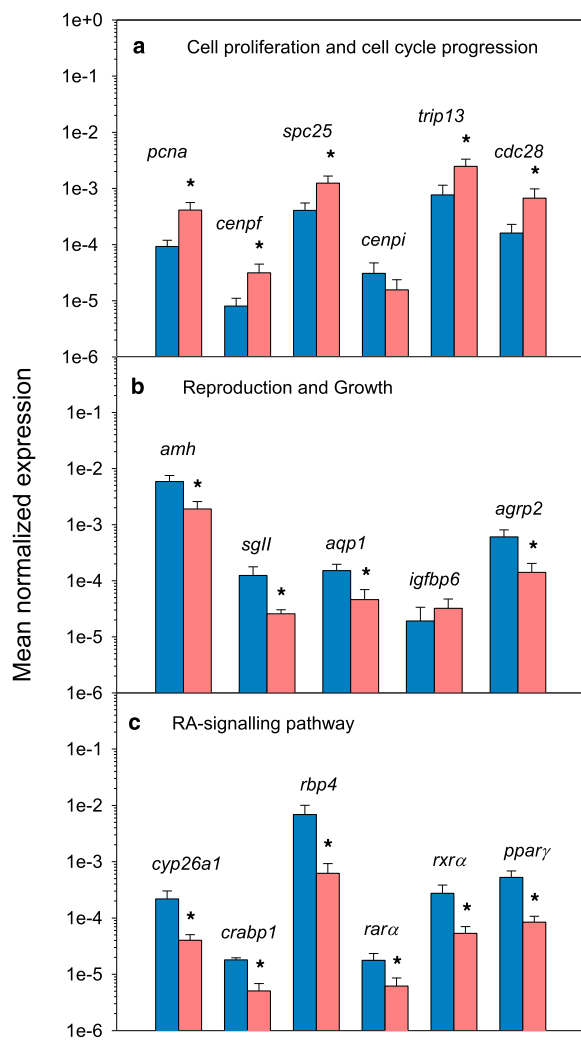 Mean normalized expression
1e+0
1e-1
1e-2
1e-3
1e-4
1e-5
1e-6
a Cell proliferation and cell cycle progression
pcna
*
cenpf
*
spc25
*
cenpi
trip13
*
cdc28
*
1e-1
1e-2
1e-3
1e-4
1e-5
1e-6
b Reproduction and Growth
amh
*
sgII
*
aqp1
*
igfbp6
agrp2
*
1e-1
1e-2
1e-3
1e-4
1e-5
1e-6
c RA-signalling pathway
cyp26a1
*
crabp1
*
rbp4
*
rarα
*
rxrα
*
pparγ
*